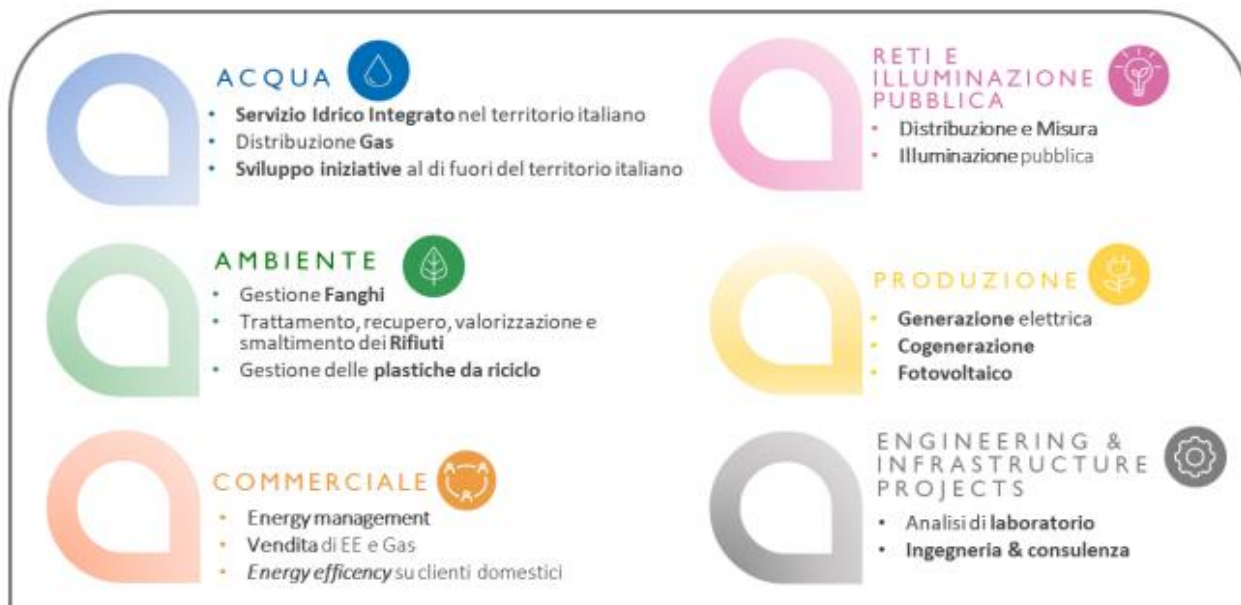 ACQUA
• Servizio Idrico Integrato nel territorio italiano
• Distribuzione Gas
• Sviluppo iniziative al di fuori del territorio italiano
RETI E
ILLUMINAZIONE
PUBBLICA
• Distribuzione e Misura
• Illuminazione pubblica
AMBIENTE
• Gestione Fanghi
• Trattamento, recupero, valorizzazione e
smaltimento dei Rifiuti
• Gestione delle plastiche da riciclo
PRODUZIONE
• Generazione elettrica
• Cogenerazione
• Fotovoltaico
COMMERCIALE
• Energy management
• Vendita di EE e Gas
• Energy efficency su clienti domestici
ENGINEERING &
INFRASTRUCTURE
PROJECTS
• Analisi di laboratorio
• Ingegneria & consulenza